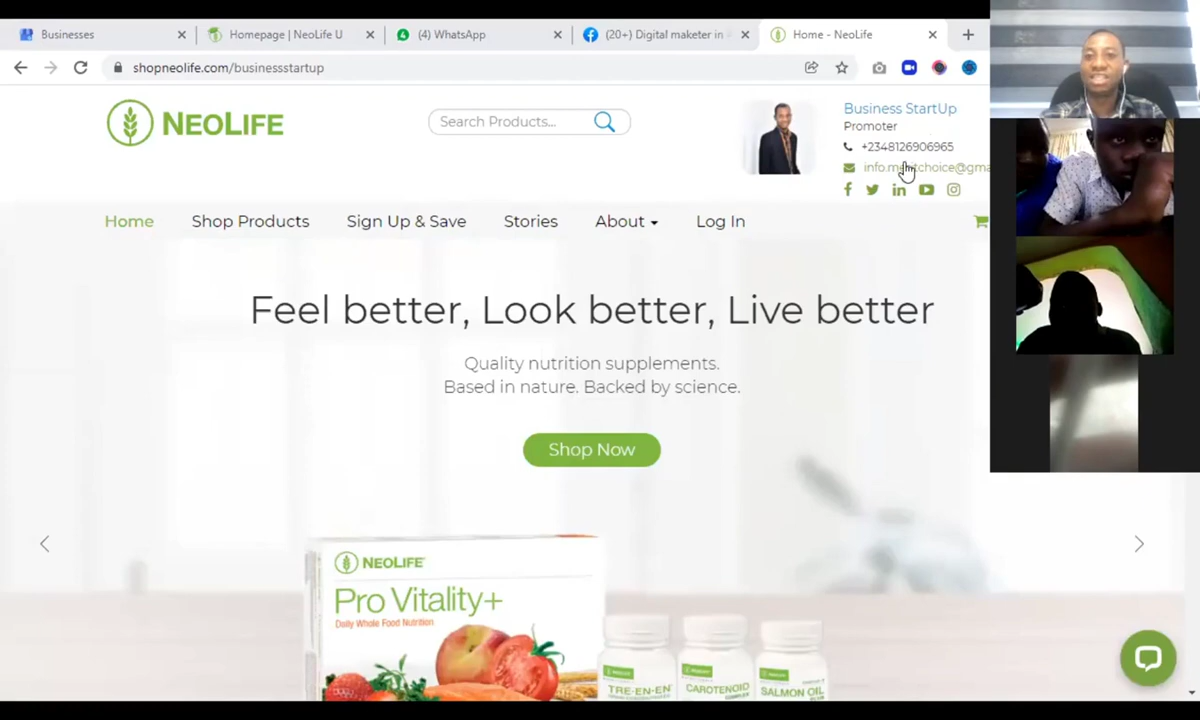 Businesses
Homepage | NeoLife U
(4) WhatsApp
(20+) Digital maketer in
Home - NeoLife
shopneolife.com/businessstartup
NEOLIFE
Search Products...
Business StartUp
Promoter
+2348126906965
Home
Shop Products
Sign Up & Save
Stories
About
Log In
Feel better, Look better, Live better
Quality nutrition supplements.
Based in nature. Backed by science.
Shop Now
NEOLIFE
Pro Vitality+
Daily Whole Food Nutrition
TRE-EN-EN
CAROTENOID
SALMON OIL